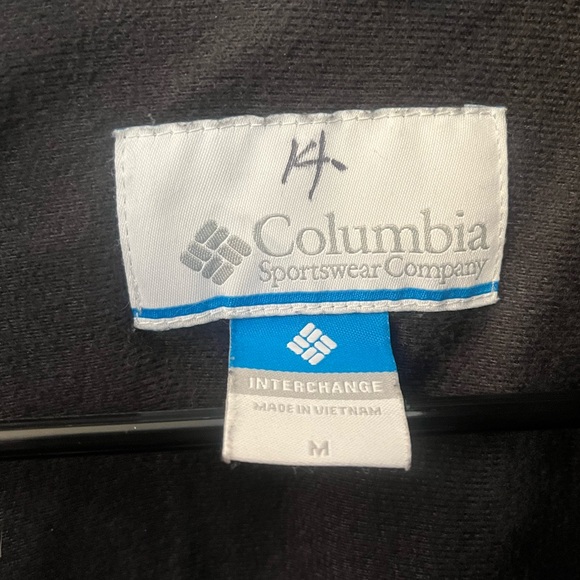 Columbia
Sportswear Company
INTERCHANGE
MADE IN VIETNAM
M